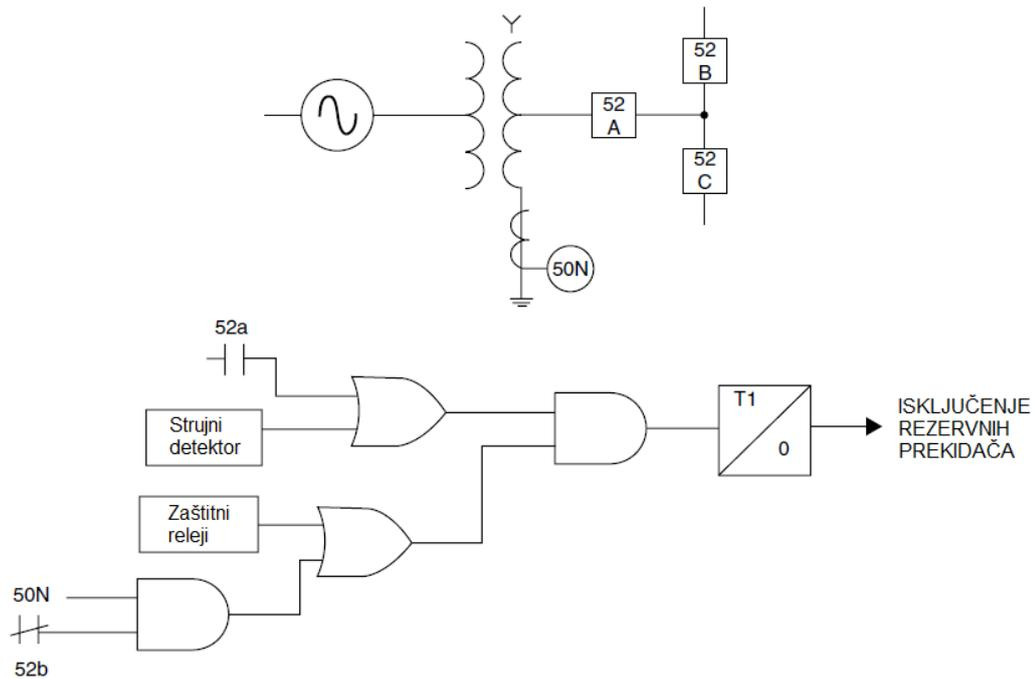 52
B
52
A
52
C
50N
52a
Strujni
detektor
T1
0
ISKLJUČENJE
REZERVNIH
PREKIDAČA
Zaštitni
releji
50N
52b